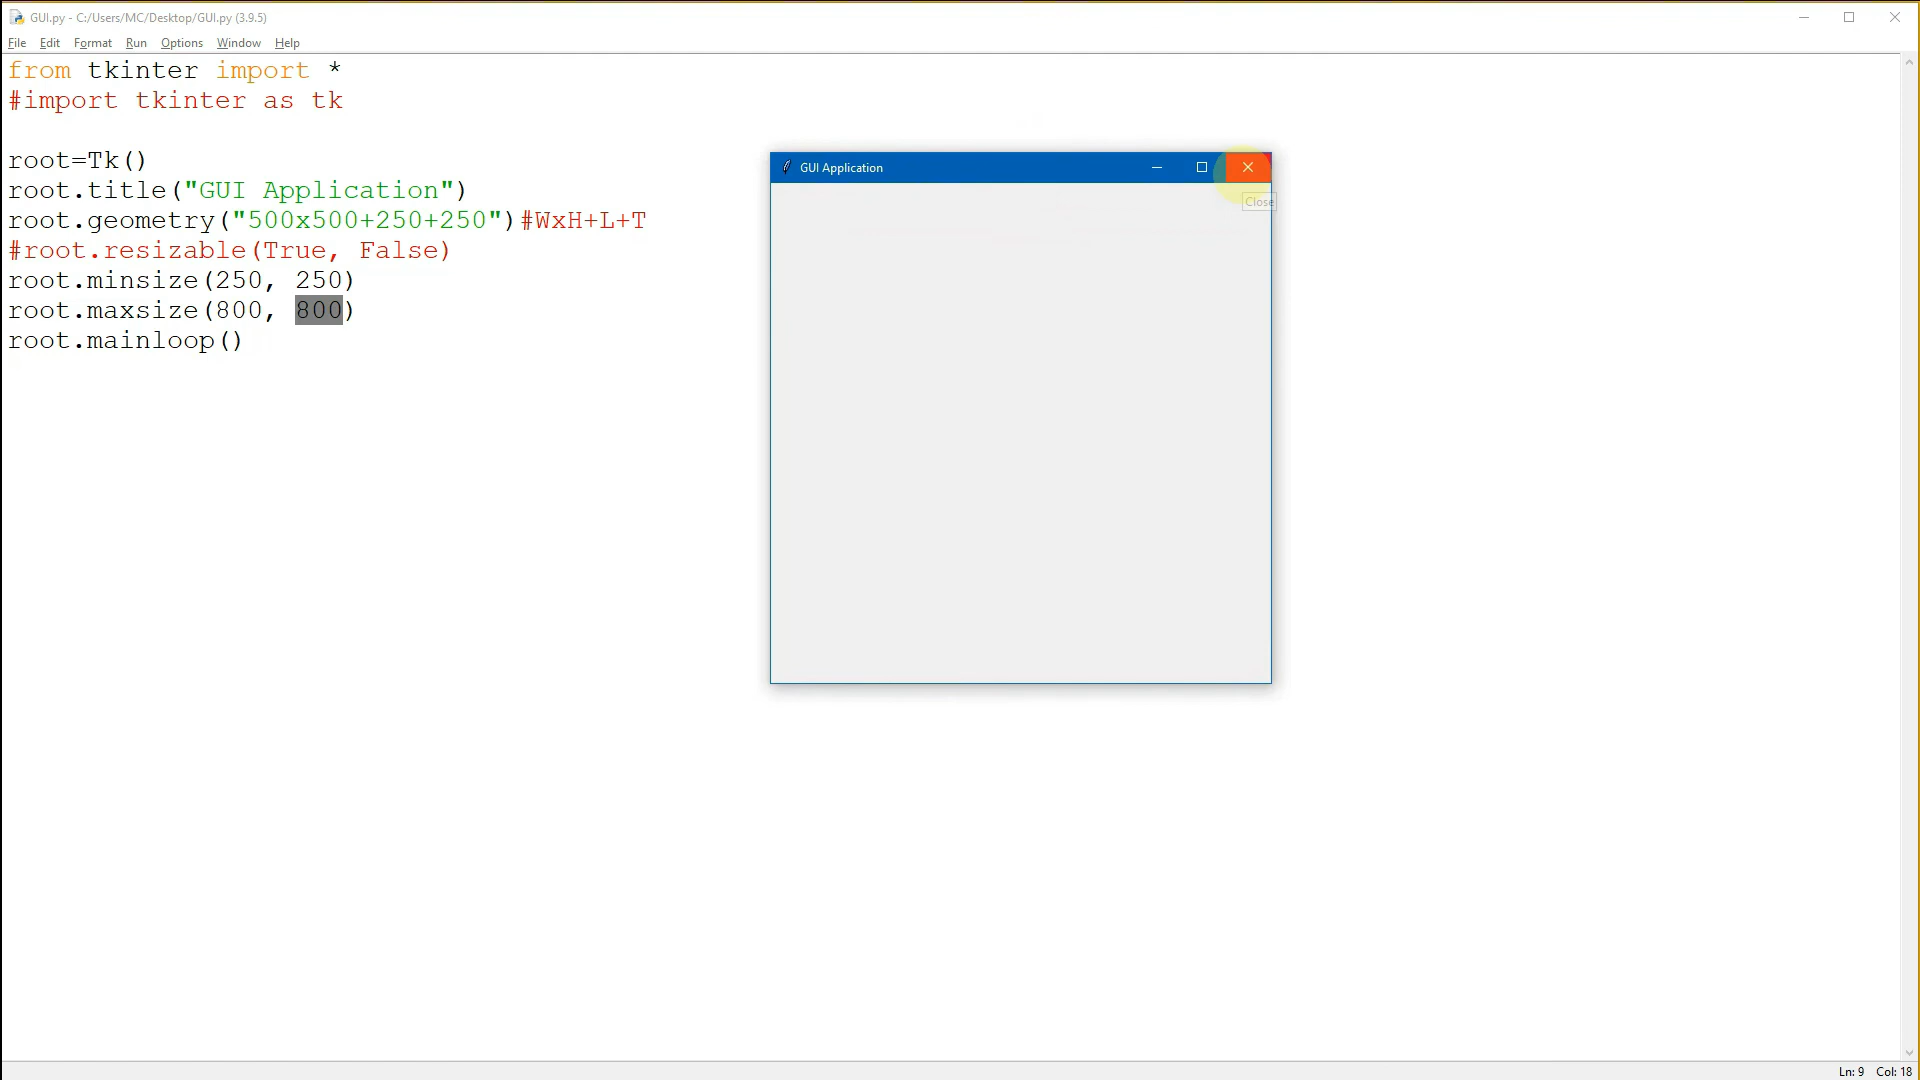 GUI.py - C:/Users/MC/Desktop/GUI.py (3.9.5)
File Edit Format Run Options Window Help
from tkinter import *
#import tkinter as tk
root=Tk()
root.title("GUI Application")
root.geometry("500x500+250+250")#WxH+L+T
#root.resizable(True, False)
root.minsize(250, 250)
root.maxsize(800, 800)
root.mainloop()
GUI Application
Close
Ln: 9 Col: 18